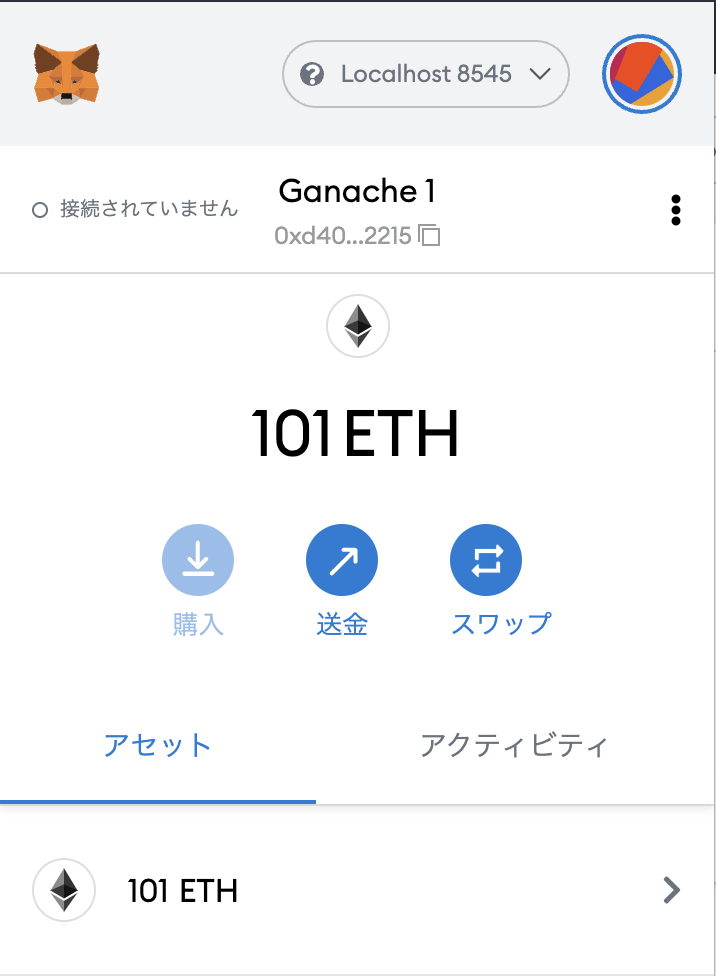 Localhost 8545
接続されていません
Ganache 1
0xd40...2215
101 ETH
購入
送金
スワップ
アセット
アクティビティ
101 ETH